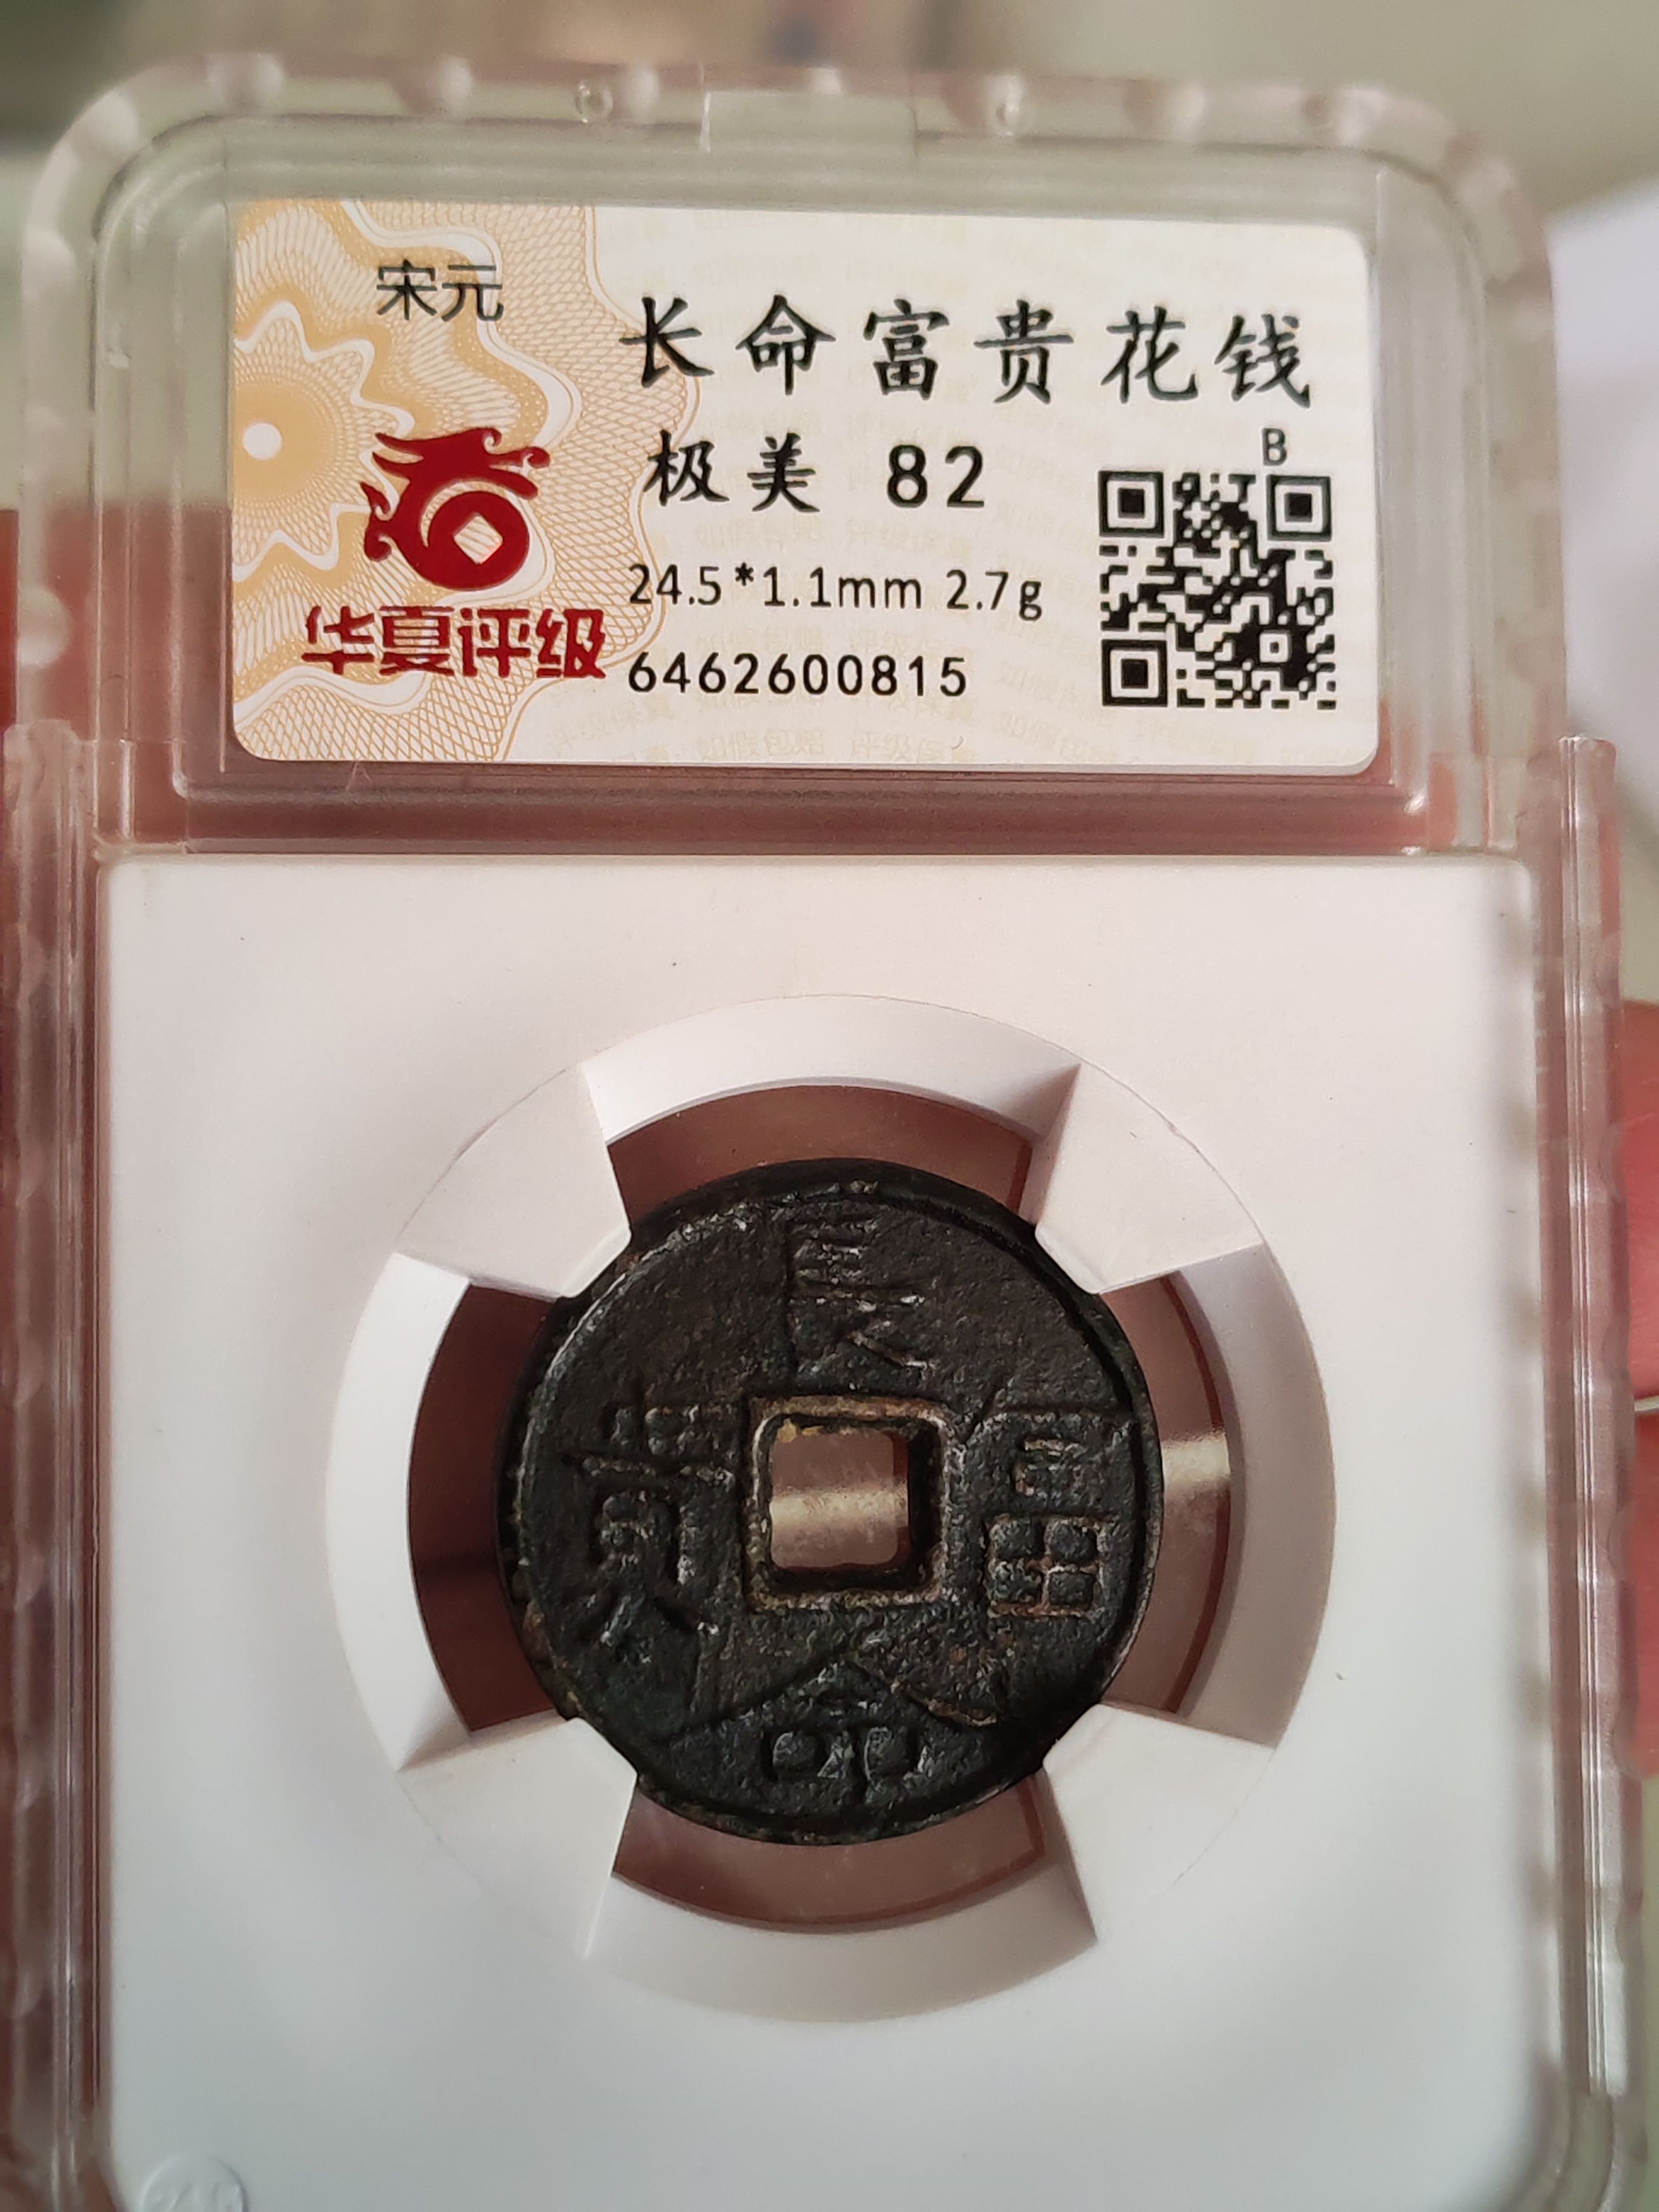 宋元
长命富贵花钱
极美 82
B
24.5*1.1mm 2.7g
6462600815
华夏评级
長
命
富
貴